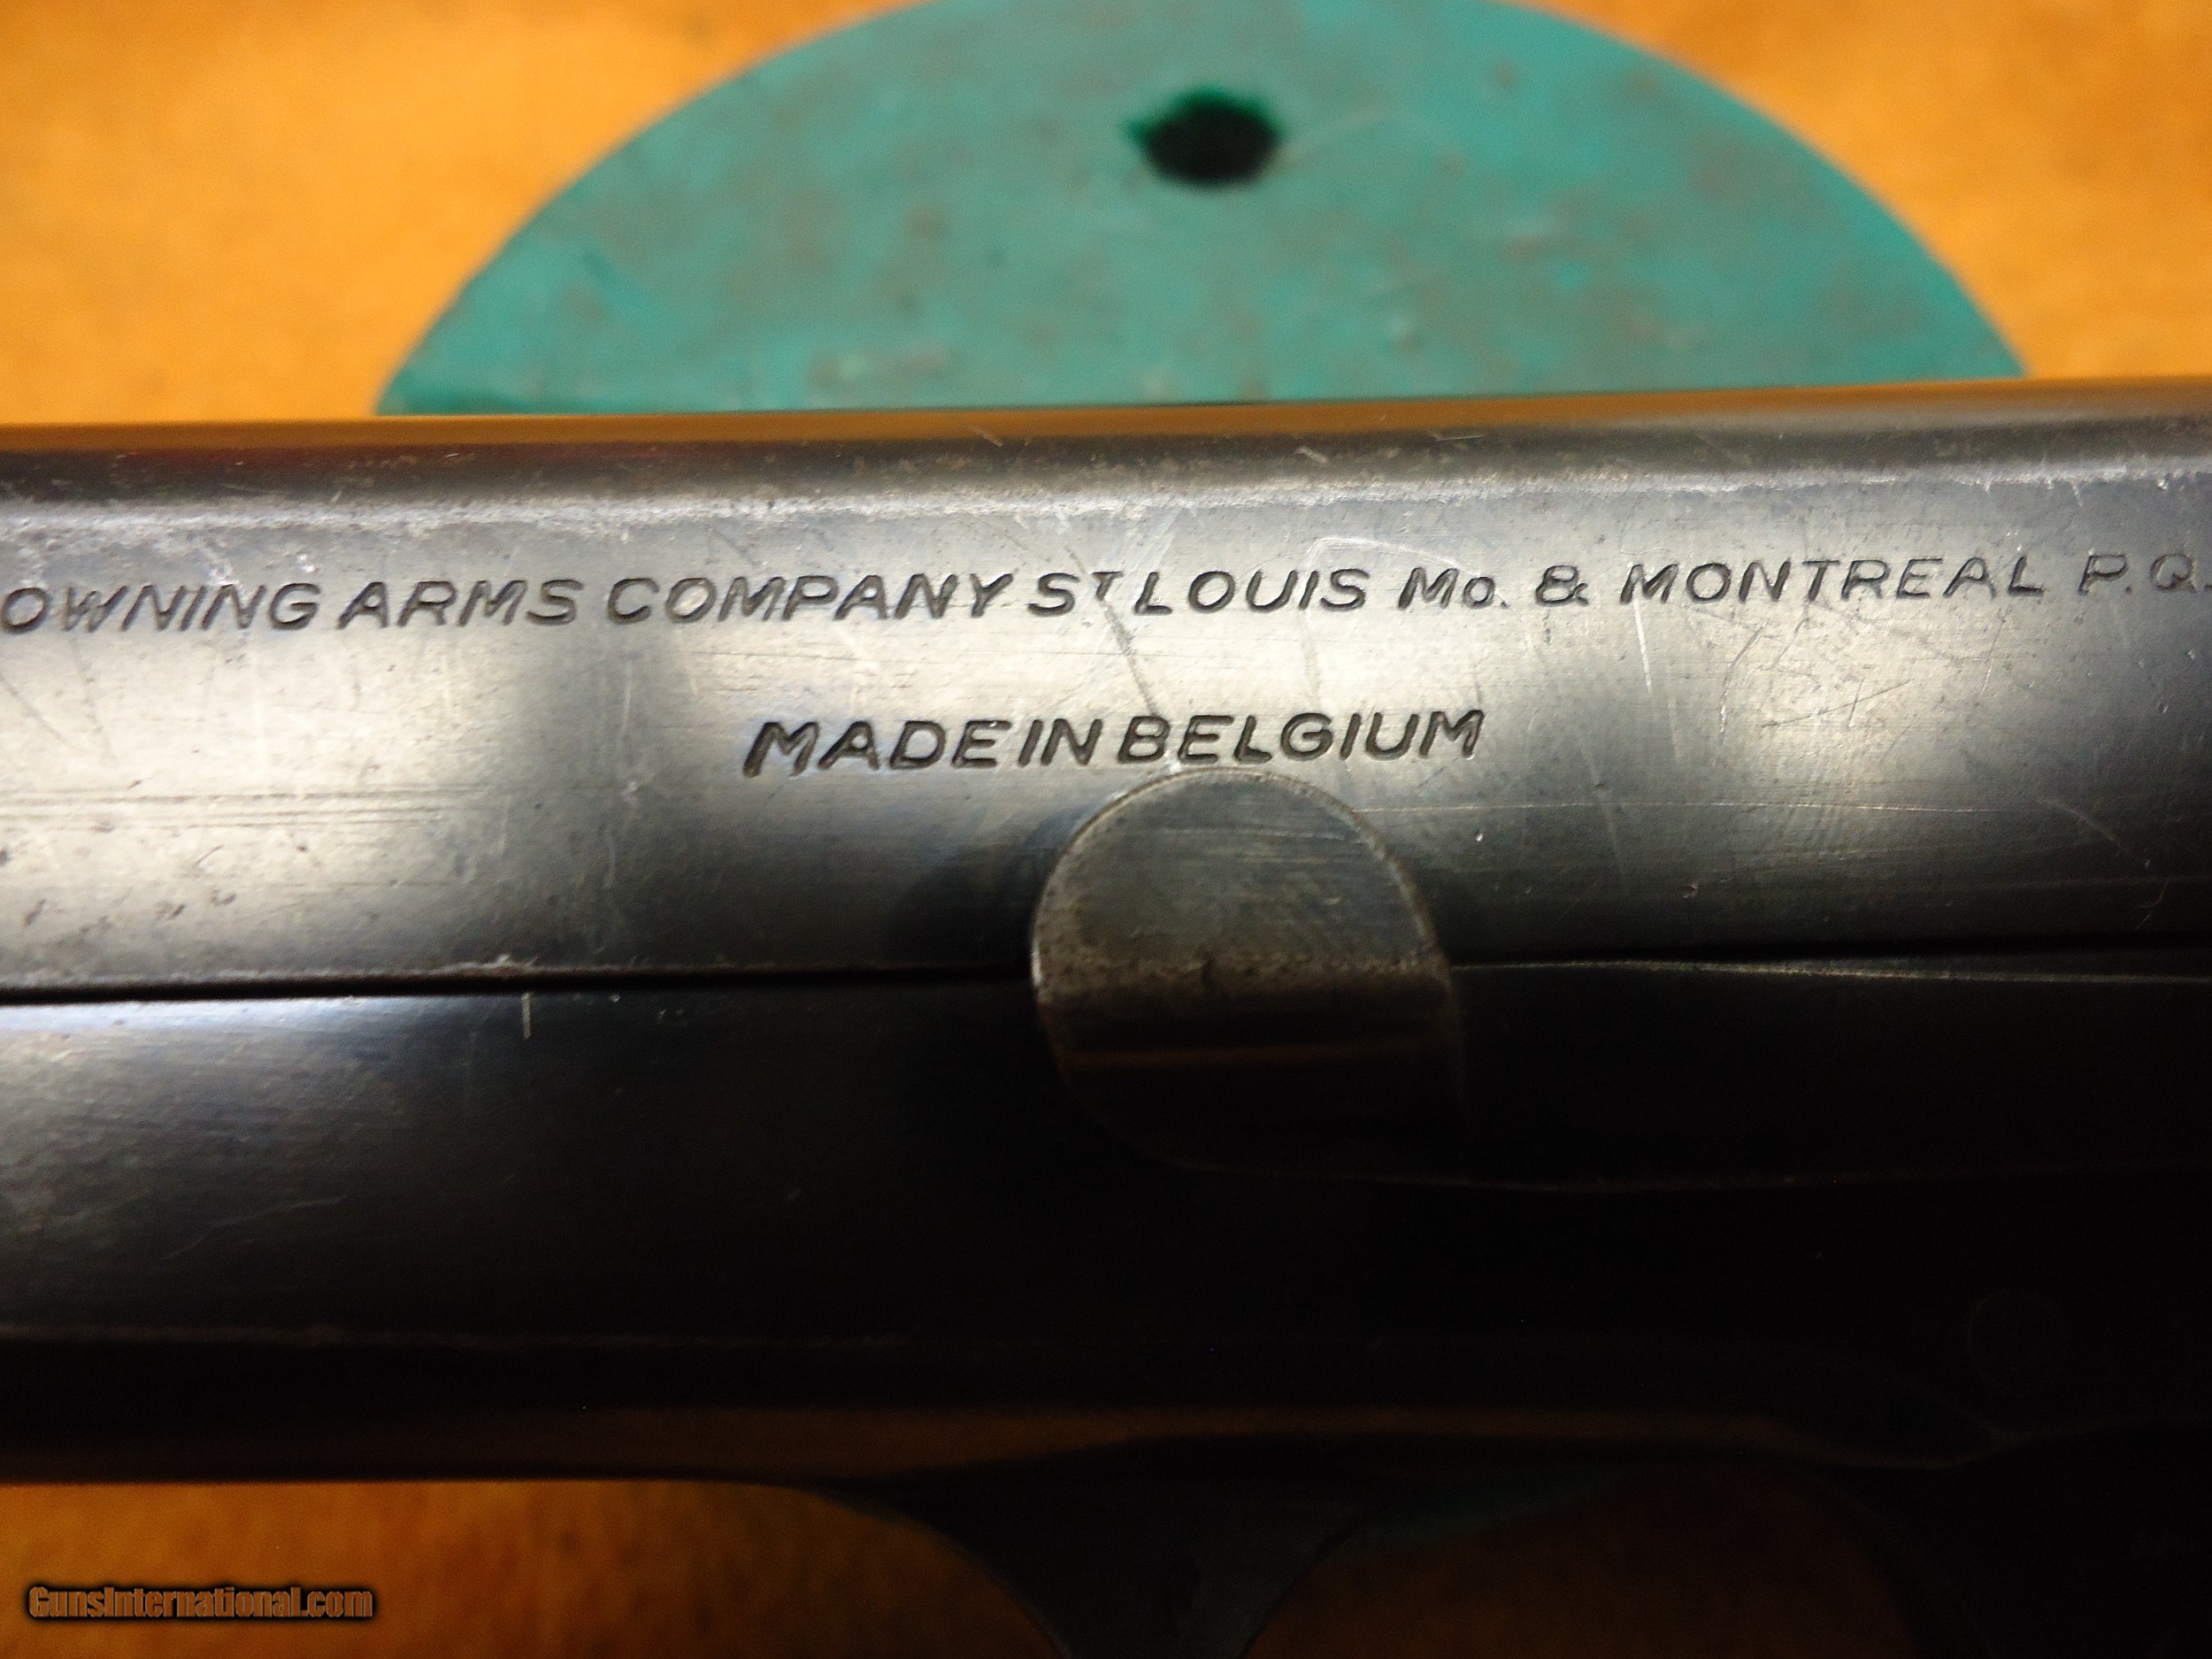 OWNING ARMS COMPANY ST LOUIS Mo. & MONTREAL P.Q.
MADE IN BELGIUM
GunsInternational.com